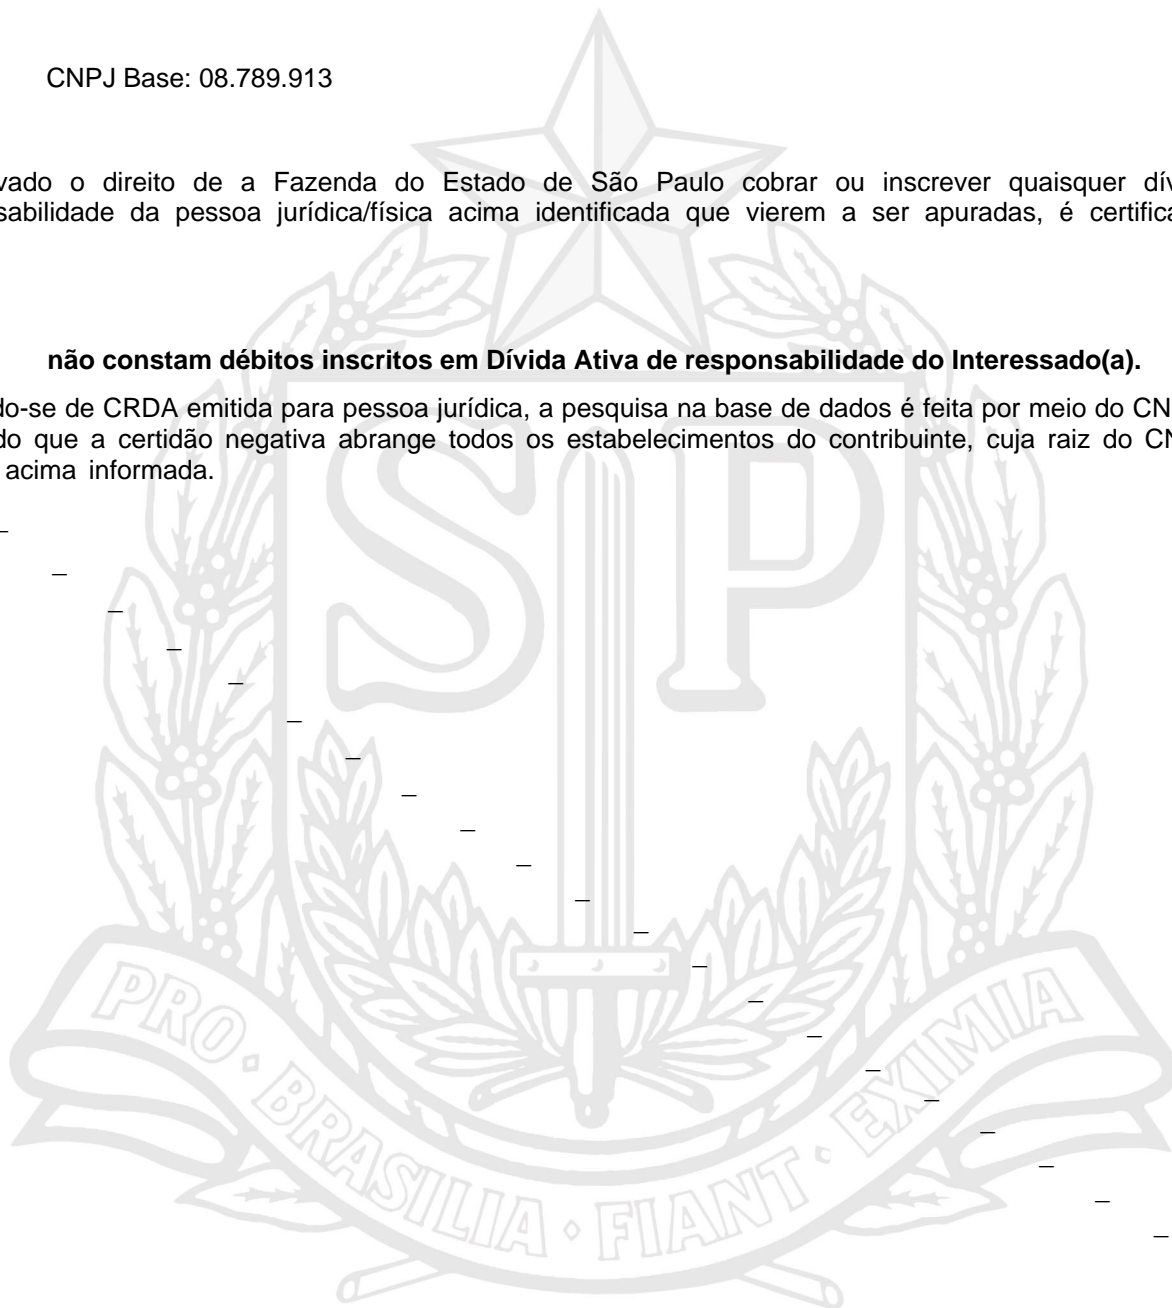 CNPJ Base: 08.789.913
vado o direito de a Fazenda do Estado de São Paulo cobrar ou inscrever quaisquer dív
sabilidade da pessoa jurídica/física acima identificada que vierem a ser apuradas, é certifica
não constam débitos inscritos em Dívida Ativa de responsabilidade do Interessado(a).
do-se de CRDA emitida para pessoa jurídica, a pesquisa na base de dados é feita por meio do CN
do que a certidão negativa abrange todos os estabelecimentos do contribuinte, cuja raiz do CN
acima informada.
SP
PRO • BRASILIA • FIANT • EXIMIA